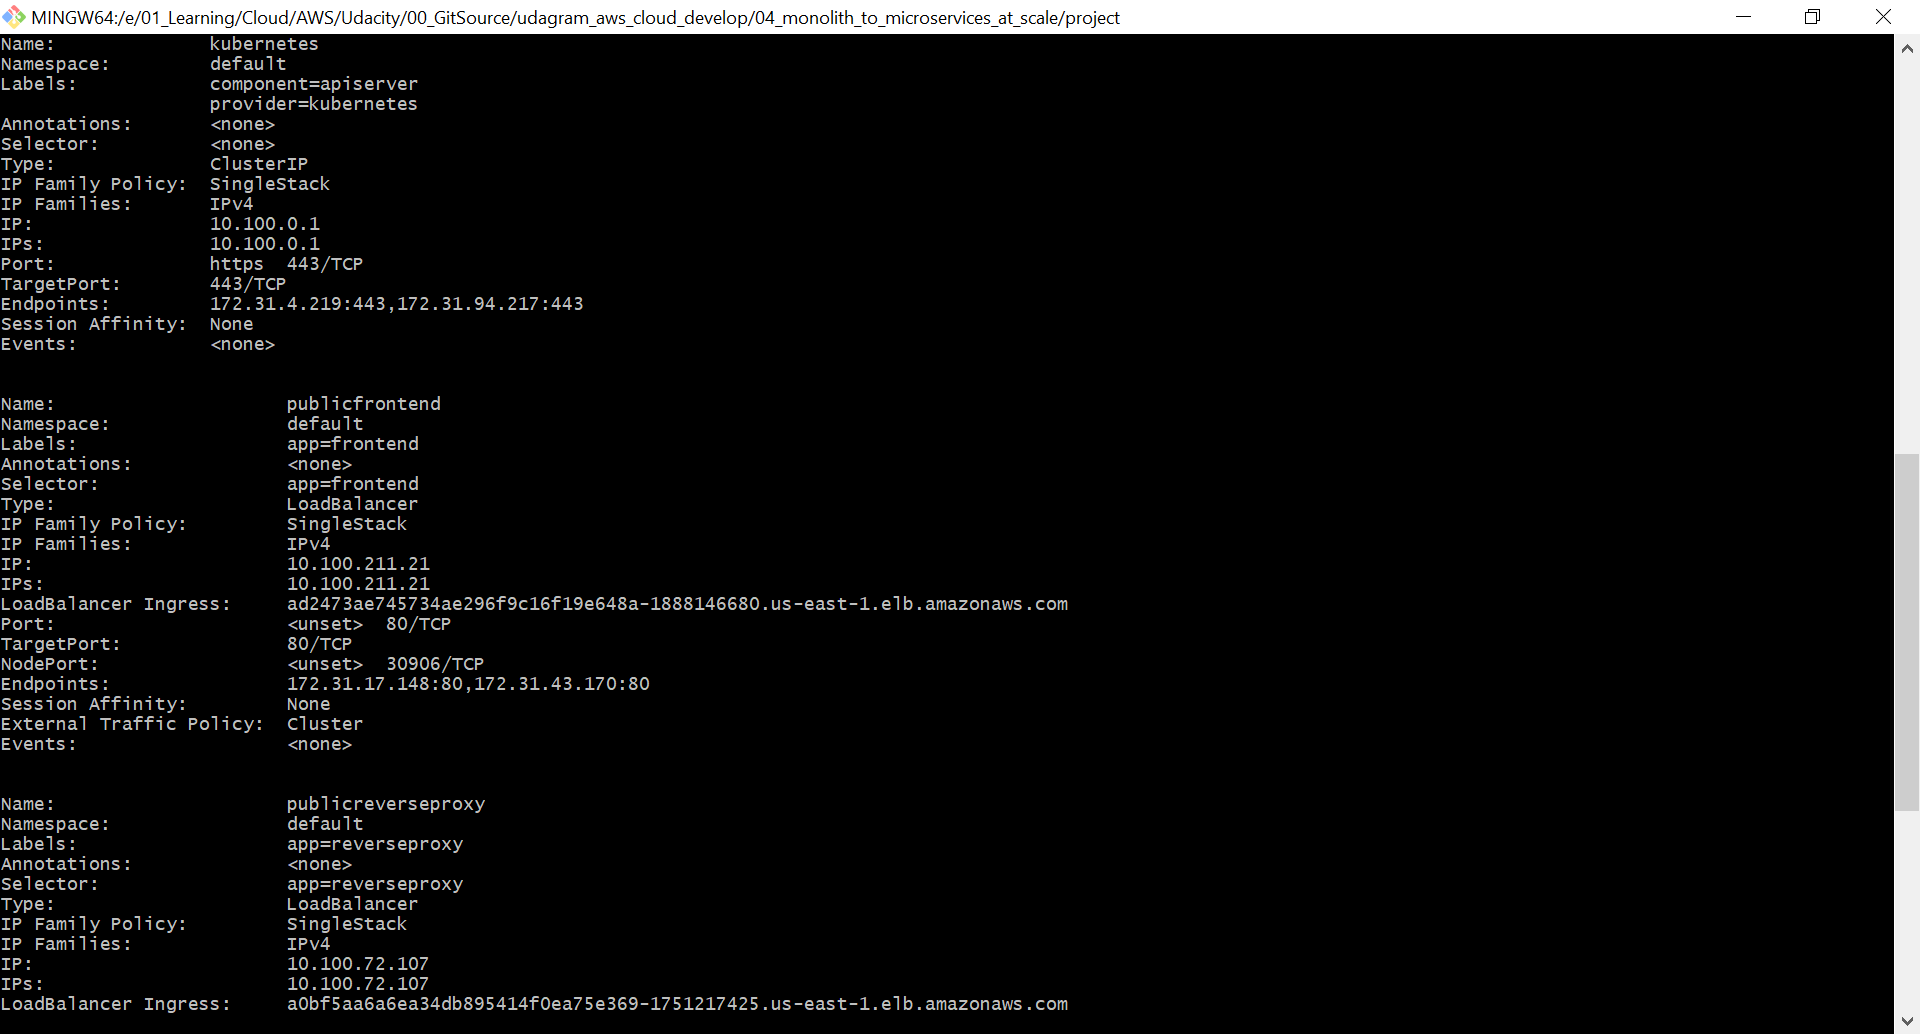 MINGW64:/e/01_Learning/Cloud/AWS/Udacity/00_GitSource/udagram_aws_cloud_develop/04_monolith_to_microservices_at_scale/project
Name: kubernetes
Namespace: default
Labels: component=apiserver
provider=kubernetes
Annotations: <none>
Selector: <none>
Type: ClusterIP
IP Family Policy: SingleStack
IP Families: IPv4
IP: 10.100.0.1
IPs: 10.100.0.1
Port: https 443/TCP
TargetPort: 443/TCP
Endpoints: 172.31.4.219:443,172.31.94.217:443
Session Affinity: None
Events: <none>
Name: publicfrontend
Namespace: default
Labels: app=frontend
Annotations: <none>
Selector: app=frontend
Type: LoadBalancer
IP Family Policy: SingleStack
IP Families: IPv4
IP: 10.100.211.21
IPs: 10.100.211.21
LoadBalancer Ingress: ad2473ae745734ae296f9c16f19e648a-1888146680.us-east-1.elb.amazonaws.com
Port: <unset> 80/TCP
TargetPort: 80/TCP
NodePort: <unset> 30906/TCP
Endpoints: 172.31.17.148:80,172.31.43.170:80
Session Affinity: None
External Traffic Policy: Cluster
Events: <none>
Name: publicreverseproxy
Namespace: default
Labels: app=reverseproxy
Annotations: <none>
Selector: app=reverseproxy
Type: LoadBalancer
IP Family Policy: SingleStack
IP Families: IPv4
IP: 10.100.72.107
IPs: 10.100.72.107
LoadBalancer Ingress: a0bf5aa6a6ea34db895414f0ea75e369-1751217425.us-east-1.elb.amazonaws.com